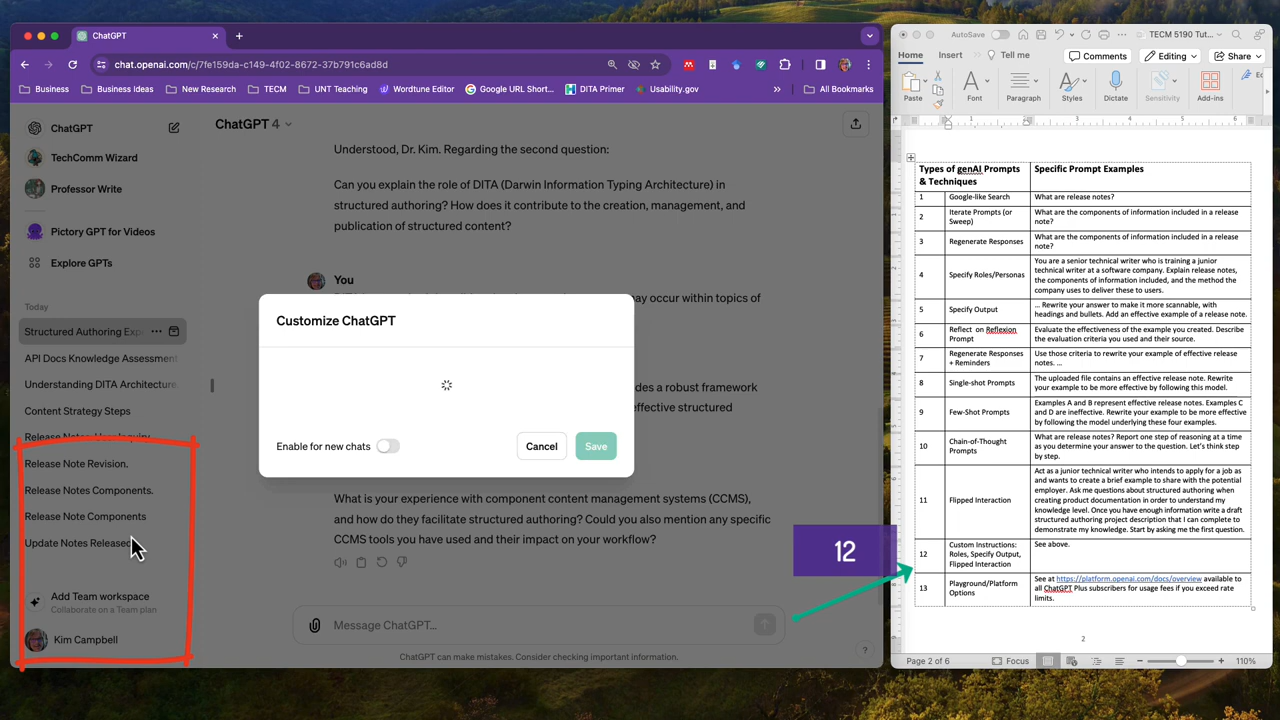 ChatGPT
chat.openai.com/c/
Business
Business Ideas
New Research
TCM
Coding
Verdtune Editor
Google URL Short...
DITA Primer
Usability.gov
All Bookmarks
ChatGPT
TechComm Wizard
Professor Write
Pictory GPT for Videos
Explore GPTs
Today
Structured Authoring Exp
API Docs Knowledge Assessment
Understanding DITA Architecture
Content Strategy Steps
Release Note Revision.
Release Notes Components.
Release Note Components
Update Notes Release
Add Team workspace
Collaborate on a Team plan
Kim Campbell
ChatGPT 4
Understood, Dr. Kim. Regarding the second question:
Can you explain the role of DITA (Darwin Information Typing Architecture) in
structured authoring? How does it contribute to the creation, management, and
of structured content?
You
y occur within topics of
Customize ChatGPT
des a robust framework
ffective structured
Enable for new chats
Cancel
Save
What is your experience with component content management systems (CCMS),
and how do they facilitate structured authoring? Could you also mention any specific
CCMS tools you have used and their impact on your workflow?
Message ChatGPT...
?
ChatGPT can make mistakes. Consider checking important information.
12
AutoSave
TECM 5190 Tut...
Home
Insert
Tell me
Comments
Editing
Share
Paste
Font
Paragraph
Styles
Dictate
Sensitivity
Add-ins
1 2 3 4 5 6
Types of genAI Prompts & Techniques
Specific Prompt Examples
1 Google-like Search What are release notes?
2 Iterate Prompts (or Sweep) What are the components of information included in a release
note?
3 Regenerate Responses What are the components of information included in a release
note?
4 Specify Roles/Personas You are a senior technical writer who is training a junior
technical writer at a software company. Explain release notes,
the components of information included, and the method the
company uses to deliver these to users.
5 Specify Output ... Rewrite your answer to make it more scannable, with
headings and bullets. Add an effective example of a release note.
6 Reflect on Reflexion Prompt Evaluate the effectiveness of the example you created. Describe
the evaluation criteria you used and their source.
7 Regenerate Responses + Reminders Use those criteria to rewrite your example of effective release
notes. ...
8 Single-shot Prompts The uploaded file contains an effective release note. Rewrite
your example to be more effective by following this model.
9 Few-Shot Prompts Examples A and B represent effective release notes. Examples C
and D are ineffective. Rewrite your example to be more effective
by following the model underlying these four examples.
10 Chain-of-Thought Prompts What are release notes? Report one step of reasoning at a time
as you determine your answer to the question. Let's think step
by step.
11 Flipped Interaction Act as a junior technical writer who intends to apply for a job as
and wants to create a brief example to share with the potential
employer. Ask me questions about structured authoring when
creating product documentation in order to understand my
knowledge level. Once you have enough information write a draft
structured authoring project description that I can complete to
demonstrate my knowledge. Start by asking me the first question.
12 Custom Instructions: Roles, Specify Output, Flipped Interaction See above.
13 Playground/Platform Options See at https://platform.openai.com/docs/overview available to
all ChatGPT Plus subscribers for usage fees if you exceed rate
limits.
2
Page 2 of 6
Focus
110%